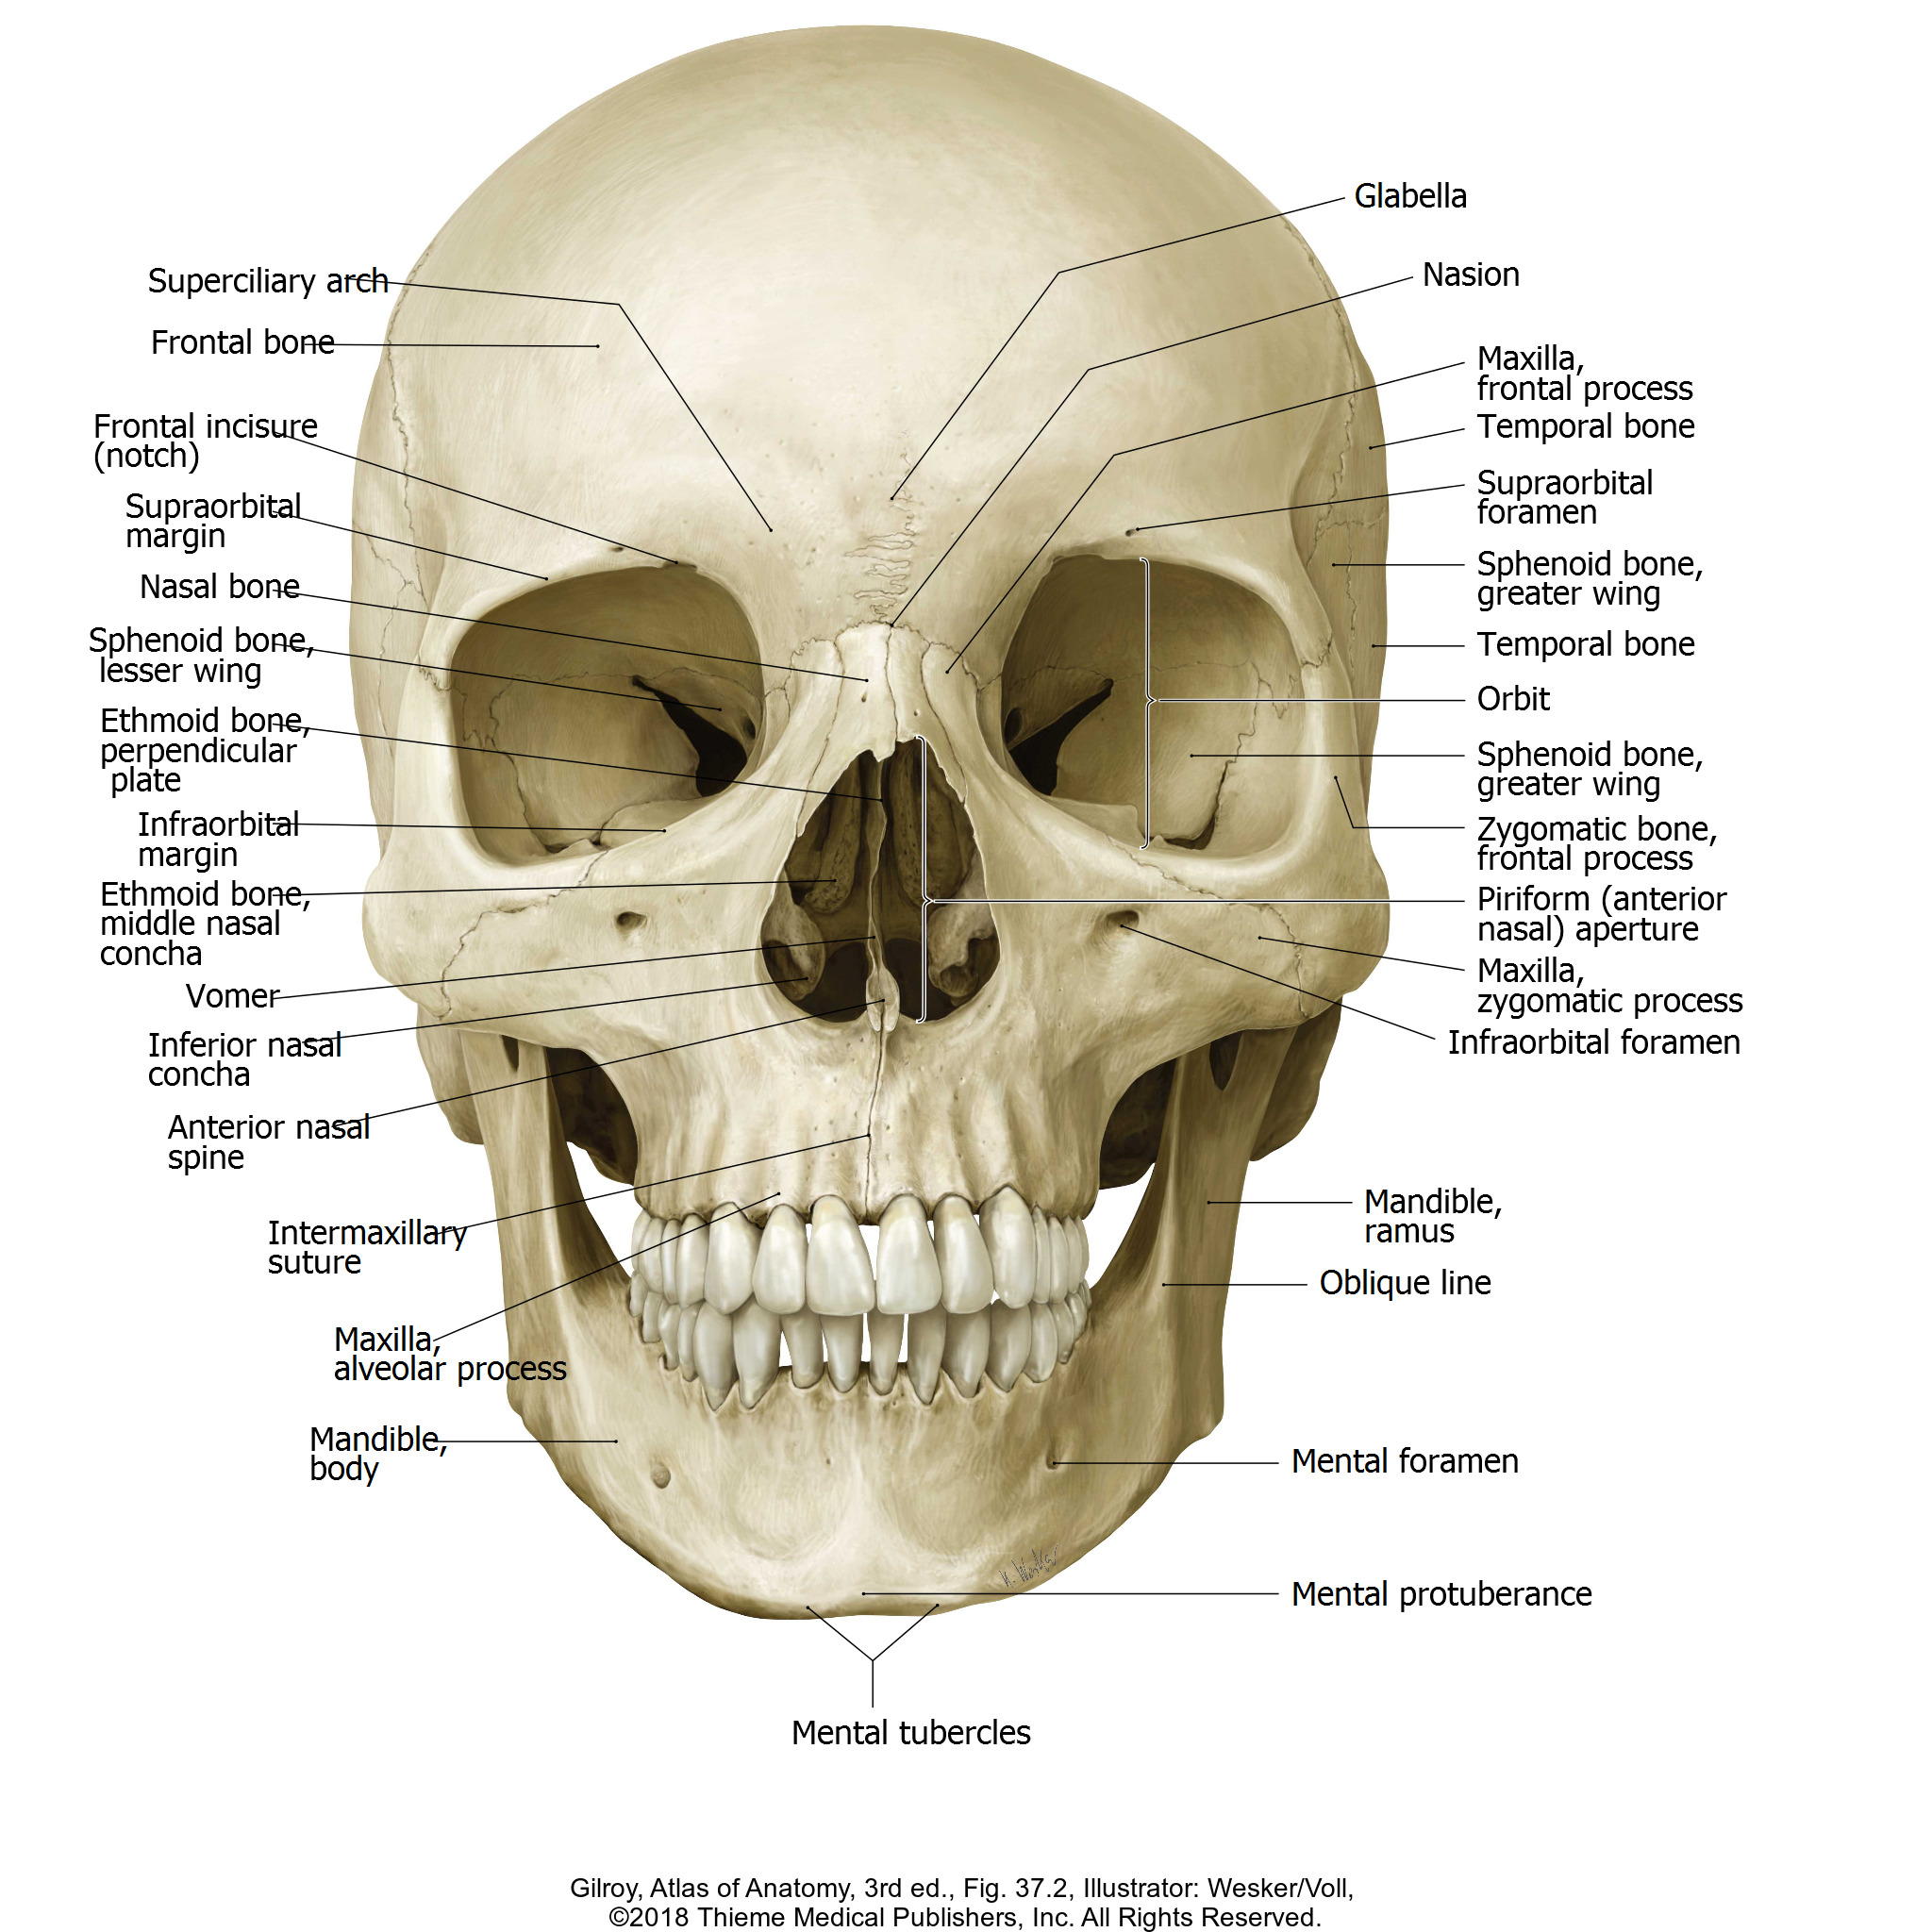 Superciliary arch
Frontal bone
Frontal incisure
(notch)
Supraorbital
margin
Nasal bone
Sphenoid bone,
lesser wing
Ethmoid bone,
perpendicular
plate
Infraorbital
margin
Ethmoid bone,
middle nasal
concha
Vomer
Inferior nasal
concha
Anterior nasal
spine
Intermaxillary
suture
Maxilla,
alveolar process
Mandible,
body
Glabella
Nasion
Maxilla,
frontal process
Temporal bone
Supraorbital
foramen
Sphenoid bone,
greater wing
Temporal bone
Orbit
Sphenoid bone,
greater wing
Zygomatic bone,
frontal process
Piriform (anterior
nasal) aperture
Maxilla,
zygomatic process
Infraorbital foramen
Mandible,
ramus
Oblique line
Mental foramen
Mental protuberance
Mental tubercles
Gilroy, Atlas of Anatomy, 3rd ed., Fig. 37.2, Illustrator: Wesker/Voll,
©2018 Thieme Medical Publishers, Inc. All Rights Reserved.